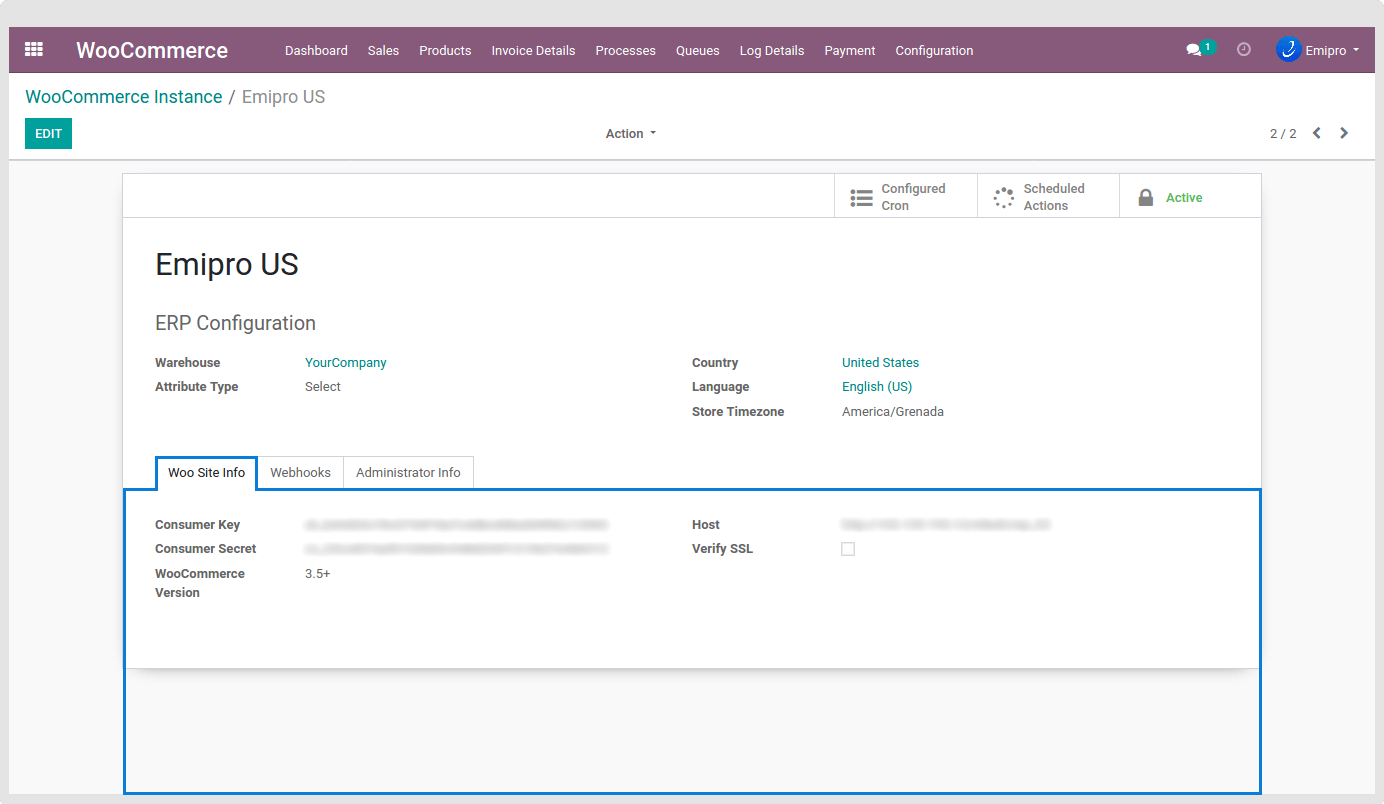 WooCommerce Dashboard Sales Products Invoice Details Processes Queues Log Details Payment Configuration 1 Emipro
WooCommerce Instance / Emipro US
EDIT Action 2 / 2
Configured Cron
Scheduled Actions
Active
Emipro US
ERP Configuration
Warehouse YourCompany
Attribute Type Select
Country United States
Language English (US)
Store Timezone America/Grenada
Woo Site Info Webhooks Administrator Info
Consumer Key
Consumer Secret
WooCommerce Version 3.5+
Host
Verify SSL